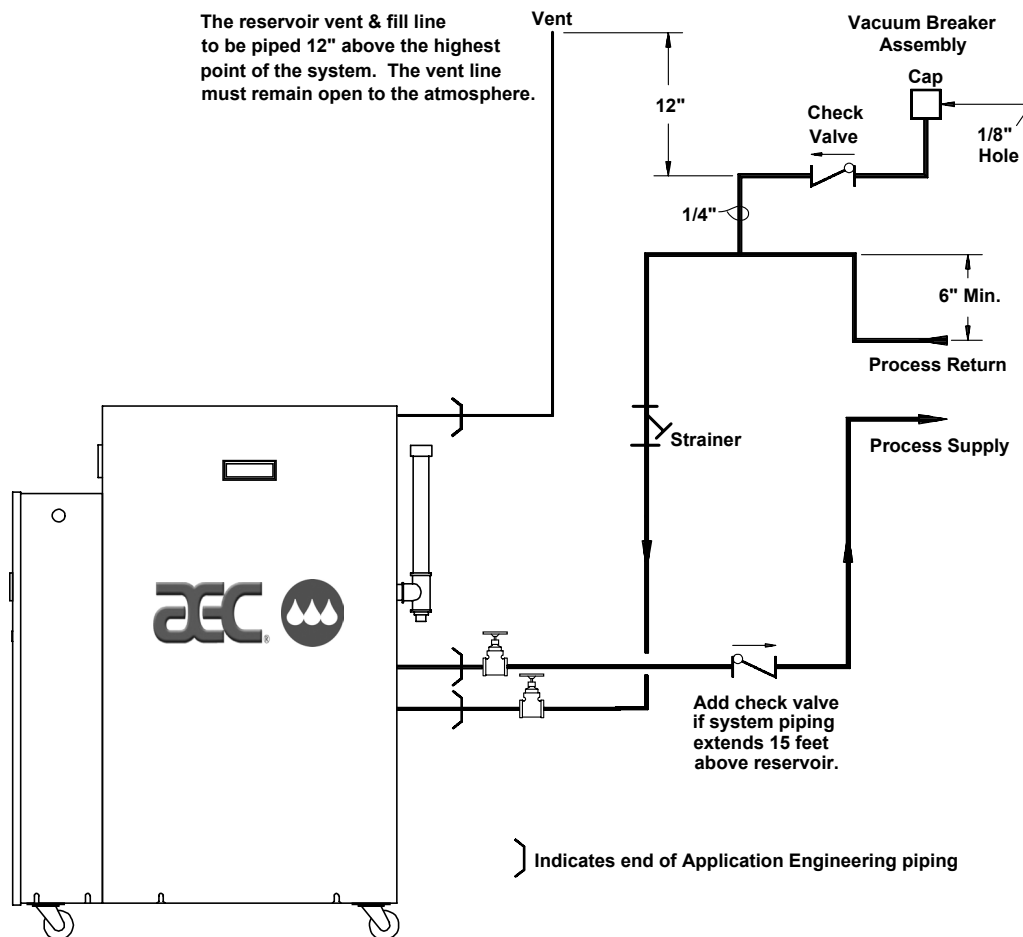 The reservoir vent & fill line
to be piped 12" above the highest
point of the system. The vent line
must remain open to the atmosphere.
Vent
Vacuum Breaker
Assembly
Cap
12"
Check
Valve
1/8"
Hole
1/4"
6" Min.
Process Return
Strainer
Process Supply
aec®
Add check valve
if system piping
extends 15 feet
above reservoir.
Indicates end of Application Engineering piping